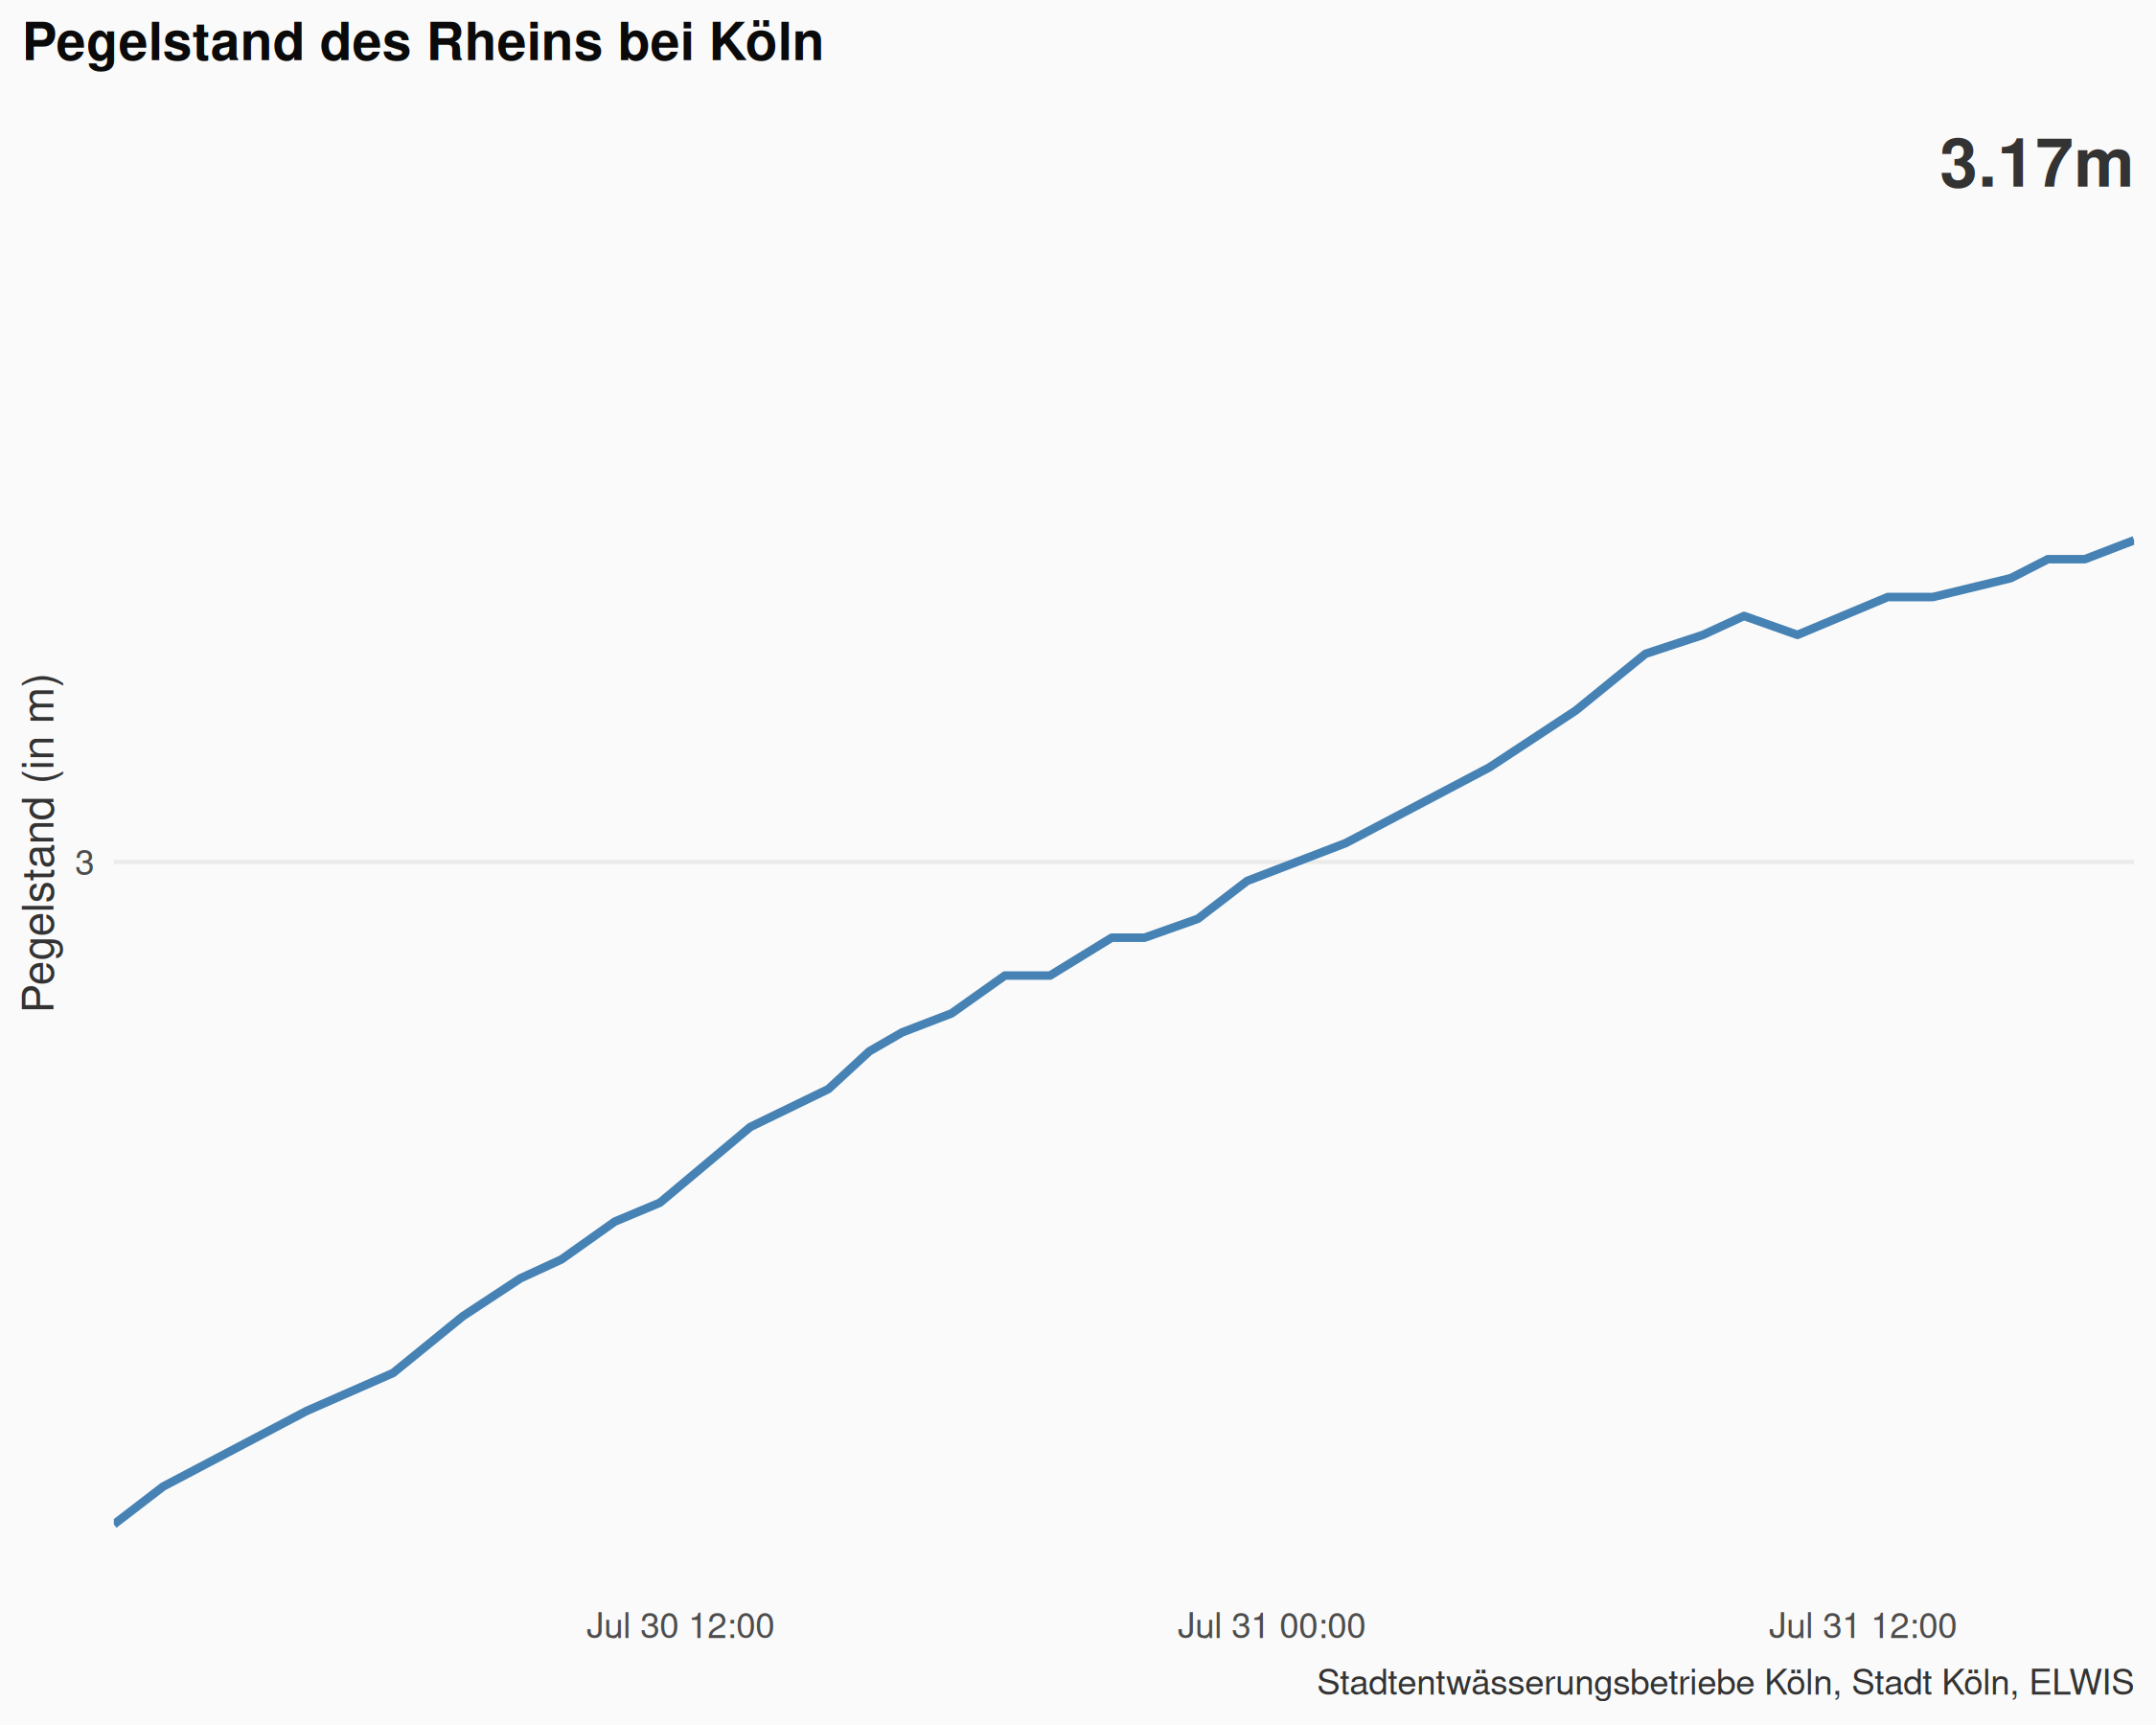 Pegelstand des Rheins bei Köln
3.17m
Pegelstand (in m)
3
Jul 30 12:00
Jul 31 00:00
Jul 31 12:00
Stadtentwässerungsbetriebe Köln, Stadt Köln, ELWIS